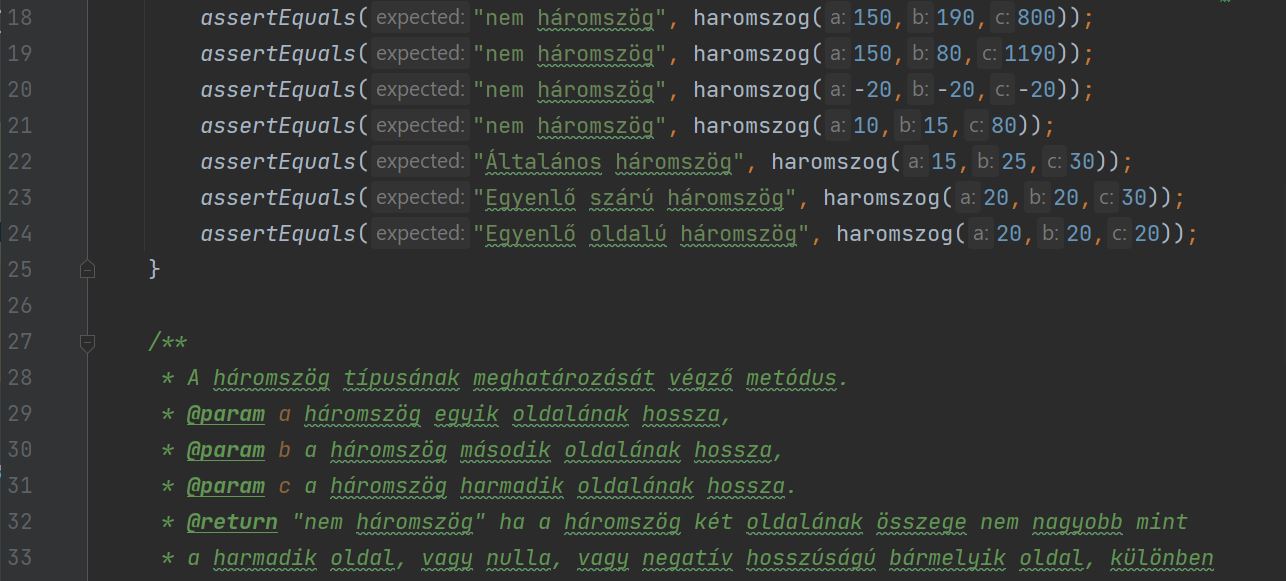 18 assertEquals( expected: "nem háromszög", haromszog( a: 150, b: 190, c: 800));
19 assertEquals( expected: "nem háromszög", haromszog( a: 150, b: 80, c: 1190));
20 assertEquals( expected: "nem háromszög", haromszog( a: -20, b: -20, c: -20));
21 assertEquals( expected: "nem háromszög", haromszog( a: 10, b: 15, c: 80));
22 assertEquals( expected: "Általános háromszög", haromszog( a: 15, b: 25, c: 30));
23 assertEquals( expected: "Egyenlő szárú háromszög", haromszog( a: 20, b: 20, c: 30));
24 assertEquals( expected: "Egyenlő oldalú háromszög", haromszog( a: 20, b: 20, c: 20));
25 }
26
27 /**
28 * A háromszög típusának meghatározását végző metódus.
29 * @param a háromszög egyik oldalának hossza,
30 * @param b a háromszög második oldalának hossza,
31 * @param c a háromszög harmadik oldalának hossza.
32 * @return "nem háromszög" ha a háromszög két oldalának összege nem nagyobb mint
33 * a harmadik oldal, vagy nulla, vagy negatív hosszúságú bármelyik oldal, különben